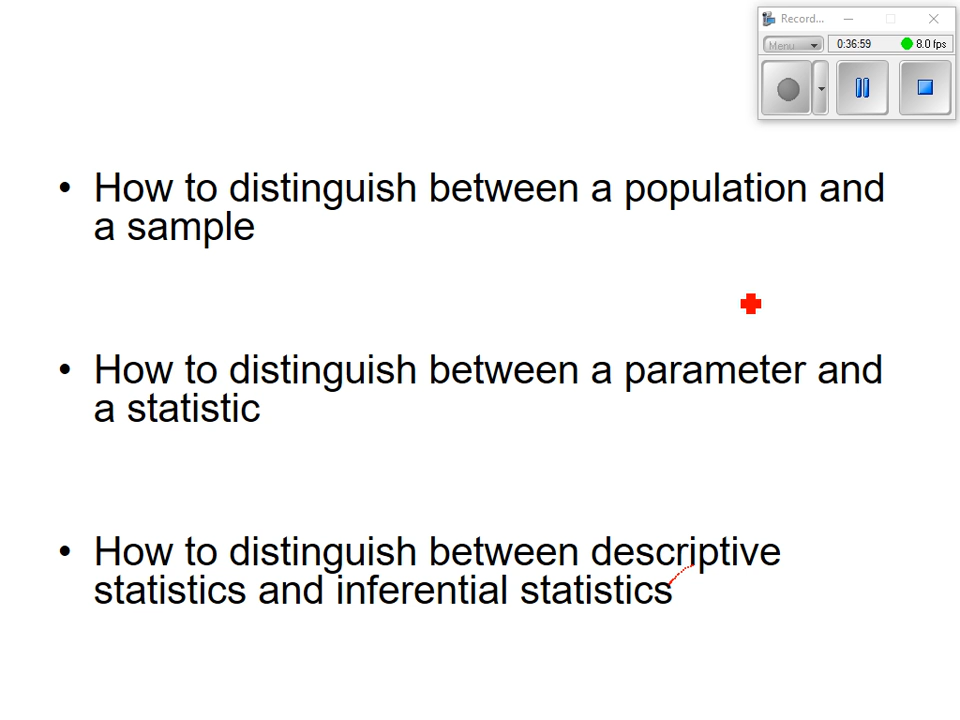 Record...
Menu
0:36:59
8.0 fps
• How to distinguish between a population and
a sample
• How to distinguish between a parameter and
a statistic
• How to distinguish between descriptive
statistics and inferential statistics